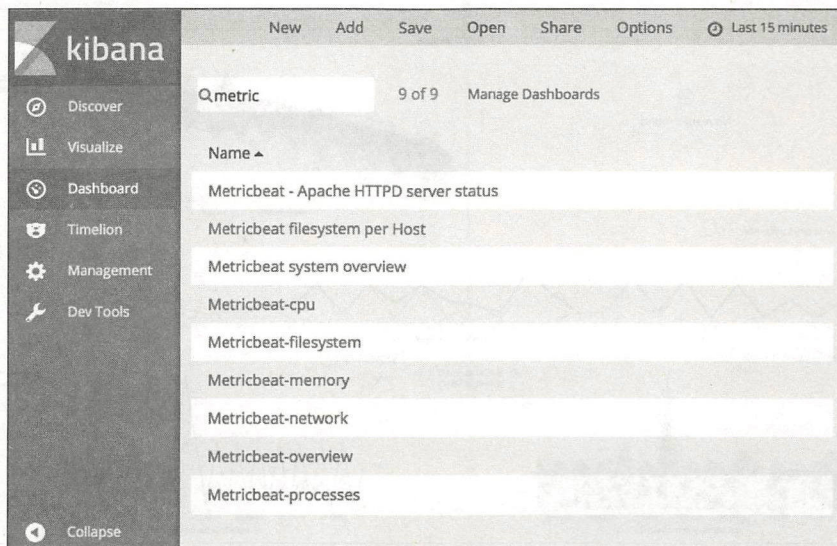 kibana
New Add Save Open Share Options Last 15 minutes
Discover
Visualize
Dashboard
Timelion
Management
Dev Tools
Collapse
metric 9 of 9 Manage Dashboards
Name
Metricbeat - Apache HTTPD server status
Metricbeat filesystem per Host
Metricbeat system overview
Metricbeat-cpu
Metricbeat-filesystem
Metricbeat-memory
Metricbeat-network
Metricbeat-overview
Metricbeat-processes